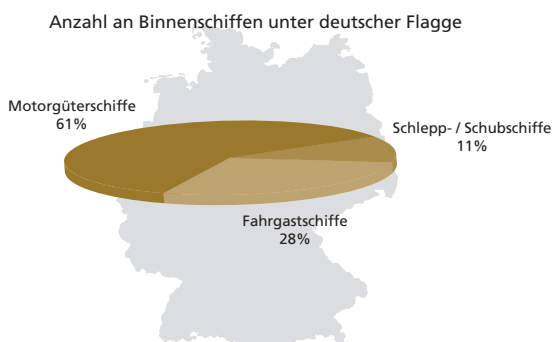 Anzahl an Binnenschiffen unter deutscher Flagge
Motorgüterschiffe
61%
Schlepp- / Schubschiffe
11%
Fahrgastschiffe
28%